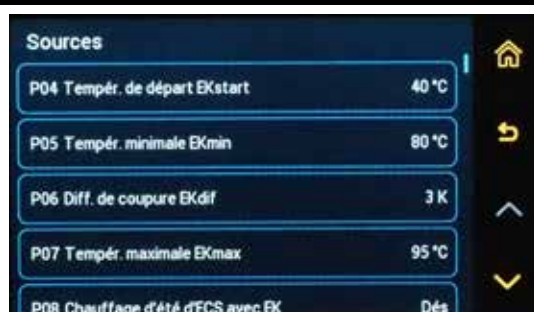 Sources
P04 Tempér. de départ EKstart 40 °C
P05 Tempér. minimale EKmin 80 °C
P06 Diff. de coupure EKdif 3 K
P07 Tempér. maximale EKmax 95 °C
P08 Chauffage d'été d'ECS avec EK Dés